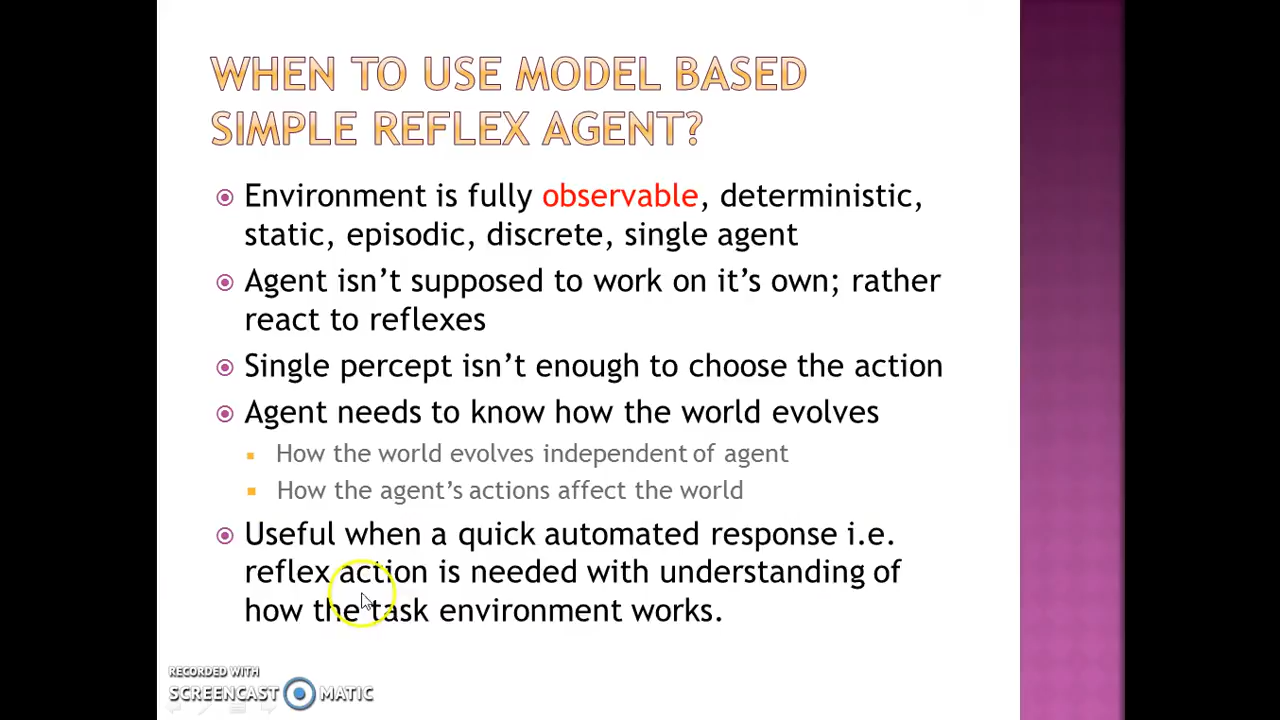 WHEN TO USE MODEL BASED
SIMPLE REFLEX AGENT?
Environment is fully observable, deterministic,
static, episodic, discrete, single agent
Agent isn’t supposed to work on it’s own; rather
react to reflexes
Single percept isn’t enough to choose the action
Agent needs to know how the world evolves
How the world evolves independent of agent
How the agent’s actions affect the world
Useful when a quick automated response i.e.
reflex action is needed with understanding of
how the task environment works.
RECORDED WITH
SCREENCAST MATIC